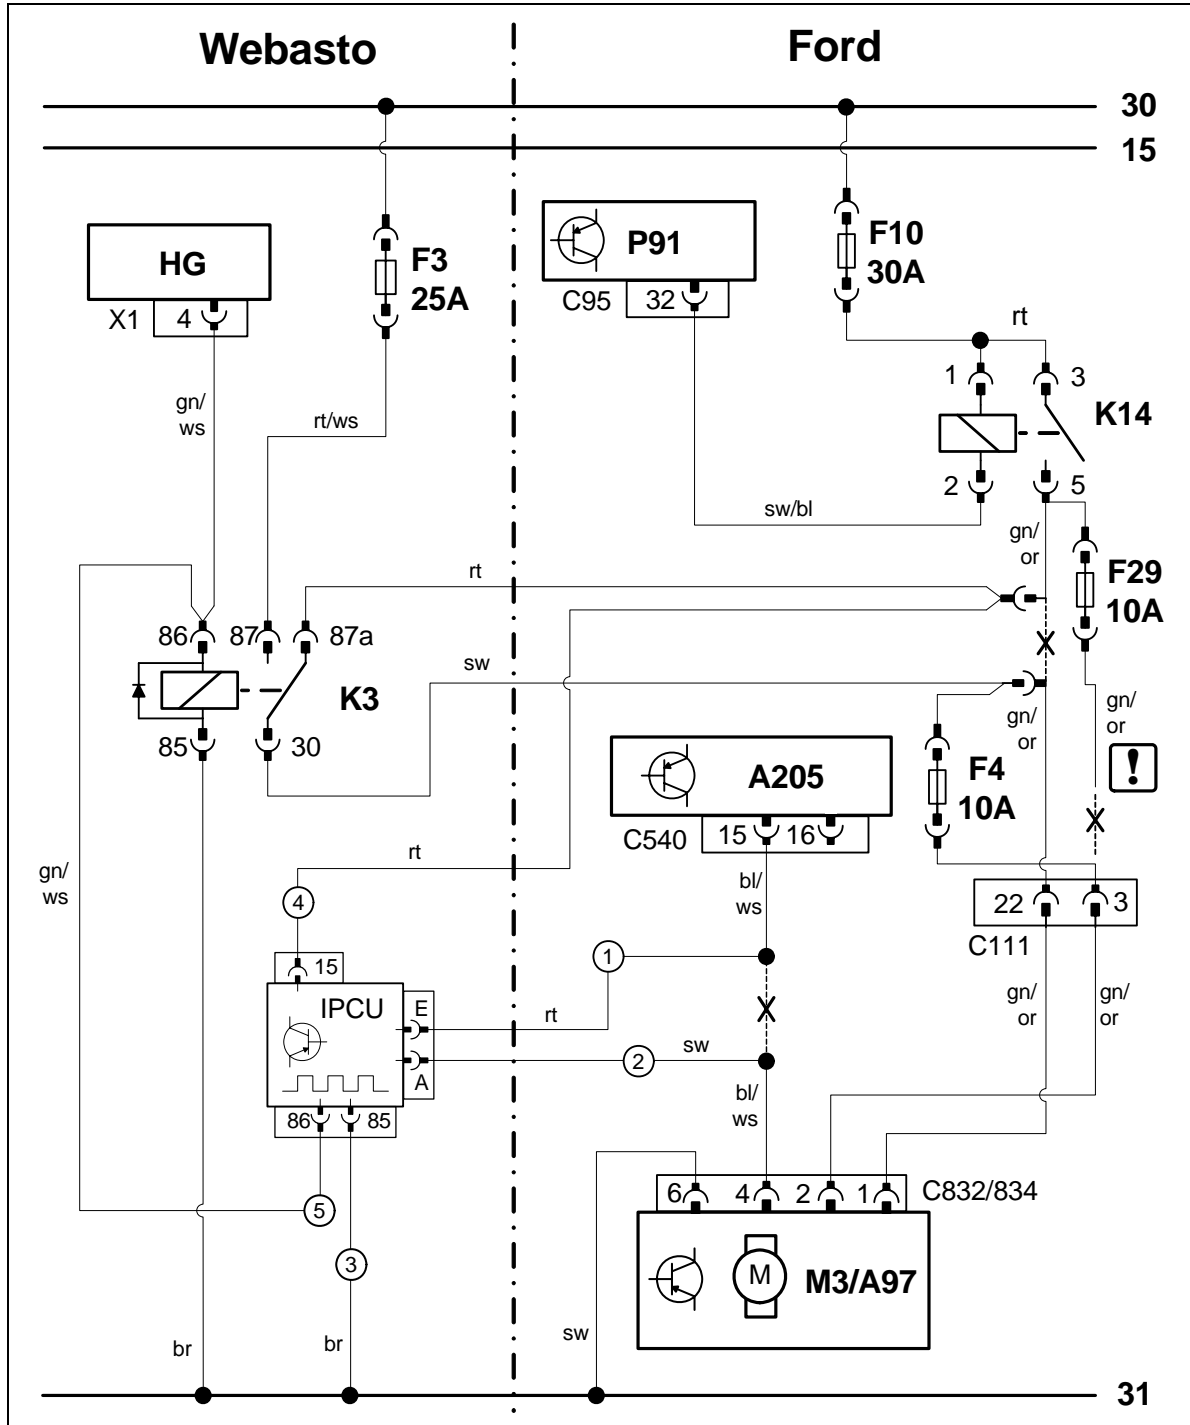 Webasto
Ford
30
15
HG
X1
4
F3
25A
P91
C95
32
F10
30A
rt
1
3
K14
2
5
gn/
ws
rt/ws
sw/bl
gn/
or
F29
10A
rt
86
87
87a
K3
sw
85
30
gn/
or
gn/
or
!
A205
F4
10A
C540
15
16
gn/
ws
rt
bl/
ws
4
22
3
C111
1
15
IPCU
E
A
rt
2
sw
gn/
or
gn/
or
bl/
ws
86
85
5
3
6
4
2
1
C832/834
M
M3/A97
br
br
sw
31